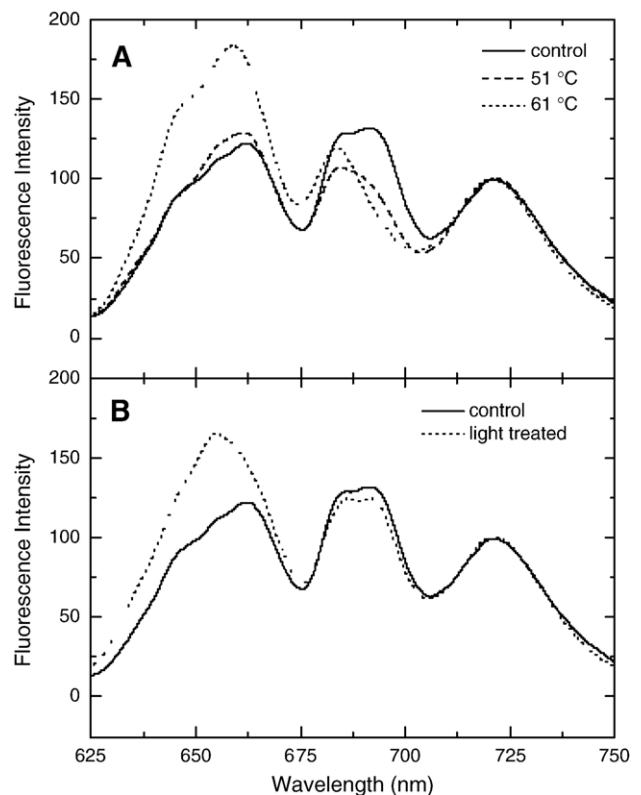 200
A
control
51 °C
61 °C
150
100
50
0
Fluorescence Intensity
200
B
control
light treated
150
100
50
0
Fluorescence Intensity
625 650 675 700 725 750
Wavelength (nm)